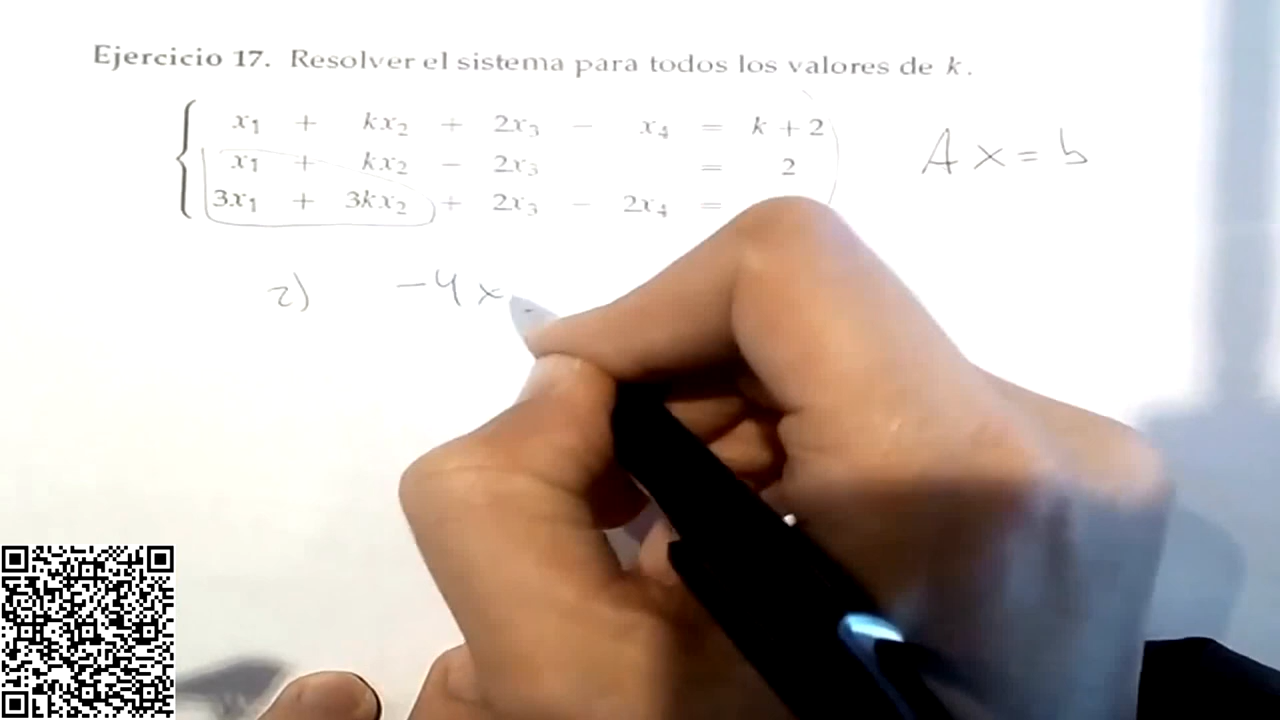 Ejercicio 17. Resolver el sistema para todos los valores de k.
x₁ + kx₂ + 2x₃ − x₄ = k + 2
x₁ + kx₂ − 2x₃ = 2
3x₁ + 3kx₂ + 2x₃ − 2x₄ =
Ax = b
2) −4x